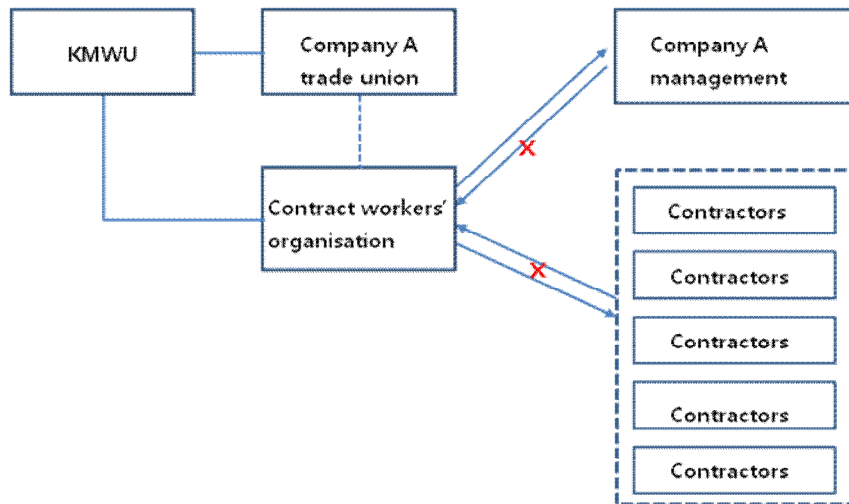 KMWU
Company A
trade union
Company A
management
Contract workers'
organisation
X
X
Contractors
Contractors
Contractors
Contractors
Contractors